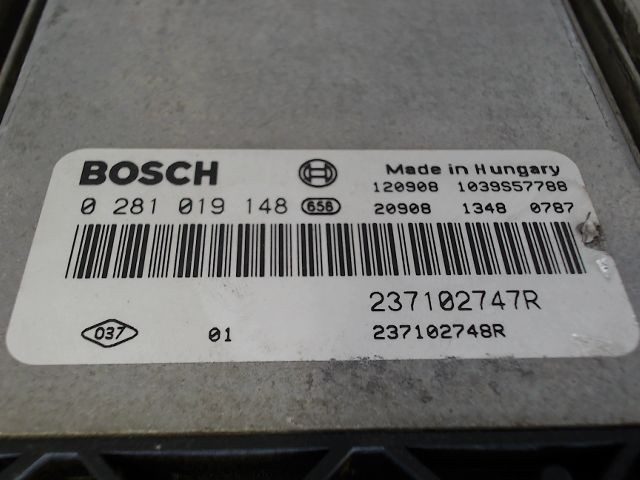 BOSCH Made in Hungary
120908 1039S57788
0 281 019 148 656 20908 1348 0787
237102747R
037 01 237102748R